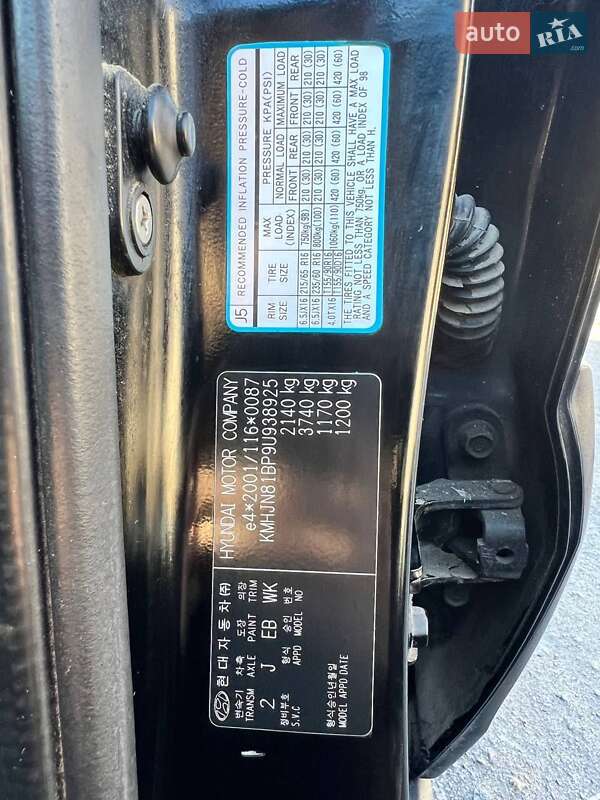 auto RIA.com
J5 RECOMMENDED INFLATION PRESSURE-COLD
RIM SIZE TIRE SIZE MAX LOAD (INDEX) PRESSURE KPA(PSI)
NORMAL LOAD MAXIMUM LOAD
FRONT REAR FRONT REAR
6.5JX16 215/65 R16 750kg(98) 210 (30) 210 (30) 210 (30) 210 (30)
6.5JX16 235/60 R16 800kg(100) 210 (30) 210 (30) 210 (30) 210 (30)
4.0TX16 T155/90R16 T155/90D16 1060kg(110) 420 (60) 420 (60) 420 (60) 420 (60)
THE TIRES FITTED TO THIS VEHICLE SHALL HAVE A MAX LOAD
RATING NOT LESS THAN 750kg, OR A LOAD INDEX OF 98
AND A SPEED CATEGORY NOT LESS THAN H.
현대자동차(주) HYUNDAI MOTOR COMPANY
변속기 차축 도장 의장 e4*2001/116*0087
TRANSM AXLE PAINT TRIM KMHJN81BP9U938925
2 J EB WK 2140 kg
정비부호 형식 승인 번호 3740 kg
S.V.C APPD MODEL NO 1170 kg
1200 kg
형식승인년월일
MODEL APPD DATE